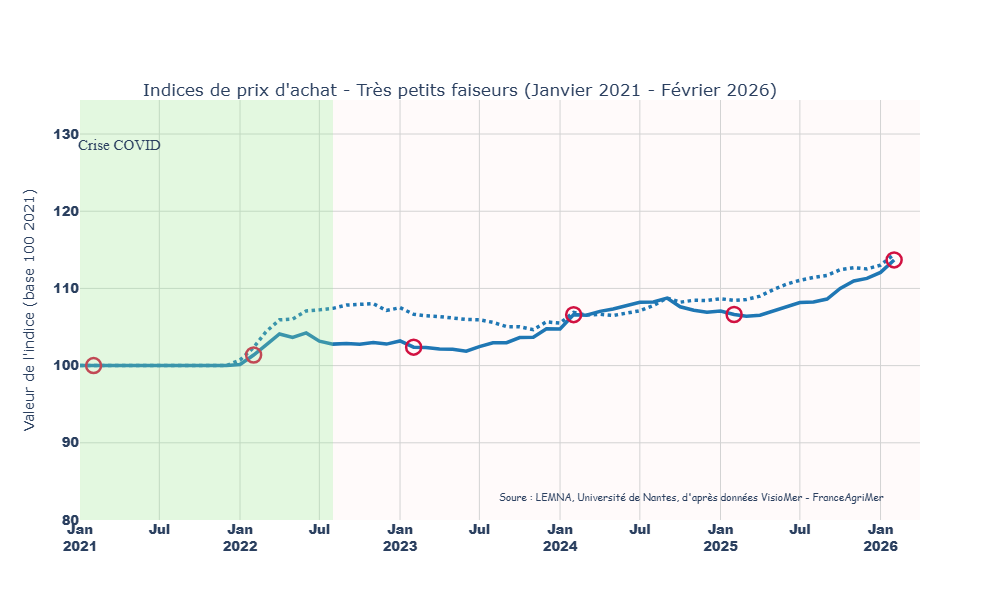 Indices de prix d'achat - Très petits faiseurs (Janvier 2021 - Février 2026)
Valeur de l'Indice (base 100 2021)
130
Crise COVID
120
110
100
90
80
Soure : LEMNA, Université de Nantes, d'après données VisioMer - FranceAgriMer
Jan Jul Jan Jul Jan Jul Jan Jul Jan Jul Jan
2021 2022 2023 2024 2025 2026